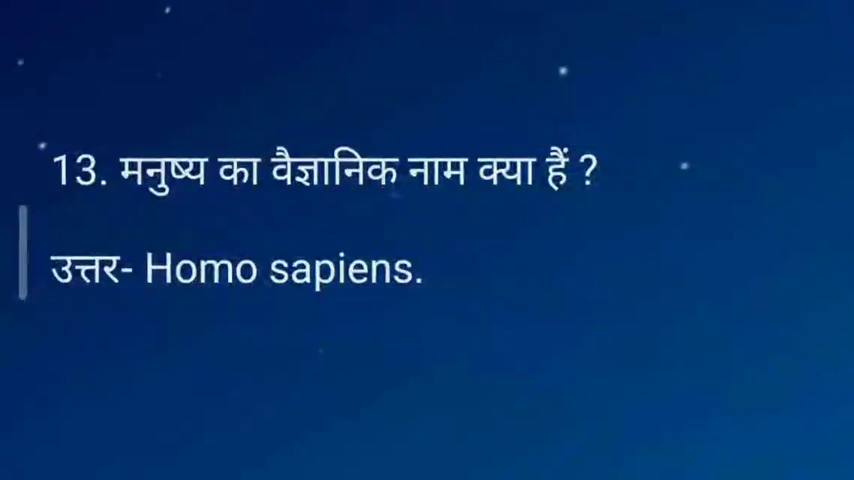 13. मनुष्य का वैज्ञानिक नाम क्या हैं ?
उत्तर- Homo sapiens.